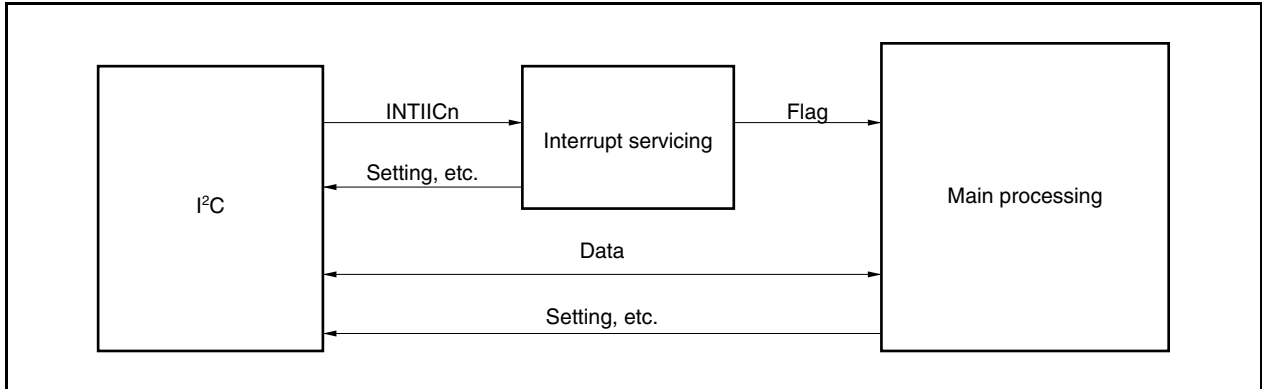 INTIICn
Flag
Interrupt servicing
Setting, etc.
I²C
Main processing
Data
Setting, etc.